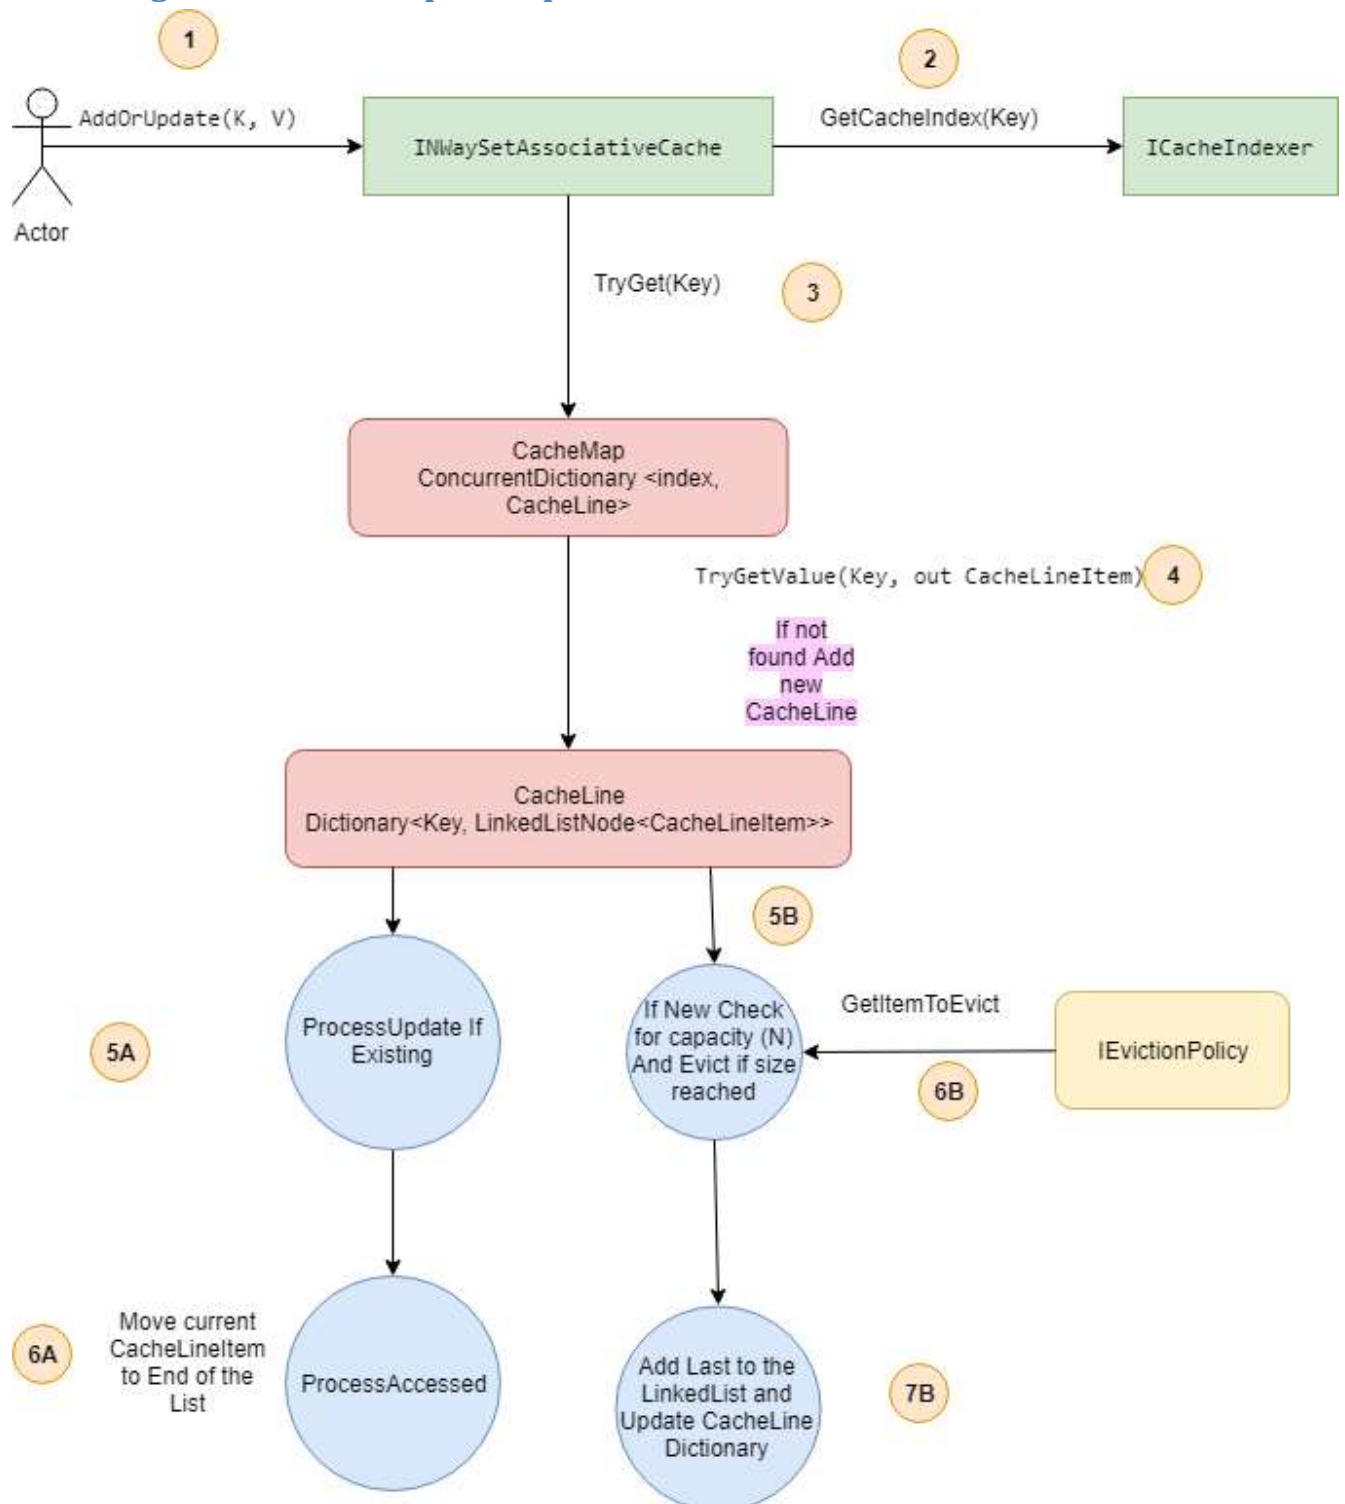 1
2
AddOrUpdate(K, V)
GetCacheIndex(Key)
INWaySetAssociativeCache
ICacheIndexer
Actor
TryGet(Key)
3
CacheMap
ConcurrentDictionary <index,
CacheLine>
TryGetValue(Key, out CacheLineItem)
4
If not
found Add
new
CacheLine
CacheLine
Dictionary<Key, LinkedListNode<CacheLineItem>>
5B
5A
ProcessUpdate If
Existing
If New Check
for capacity (N)
And Evict if size
reached
GetItemToEvict
IEvictionPolicy
6B
6A
Move current
CacheLineItem
to End of the
List
ProcessAccessed
Add Last to the
LinkedList and
Update CacheLine
Dictionary
7B